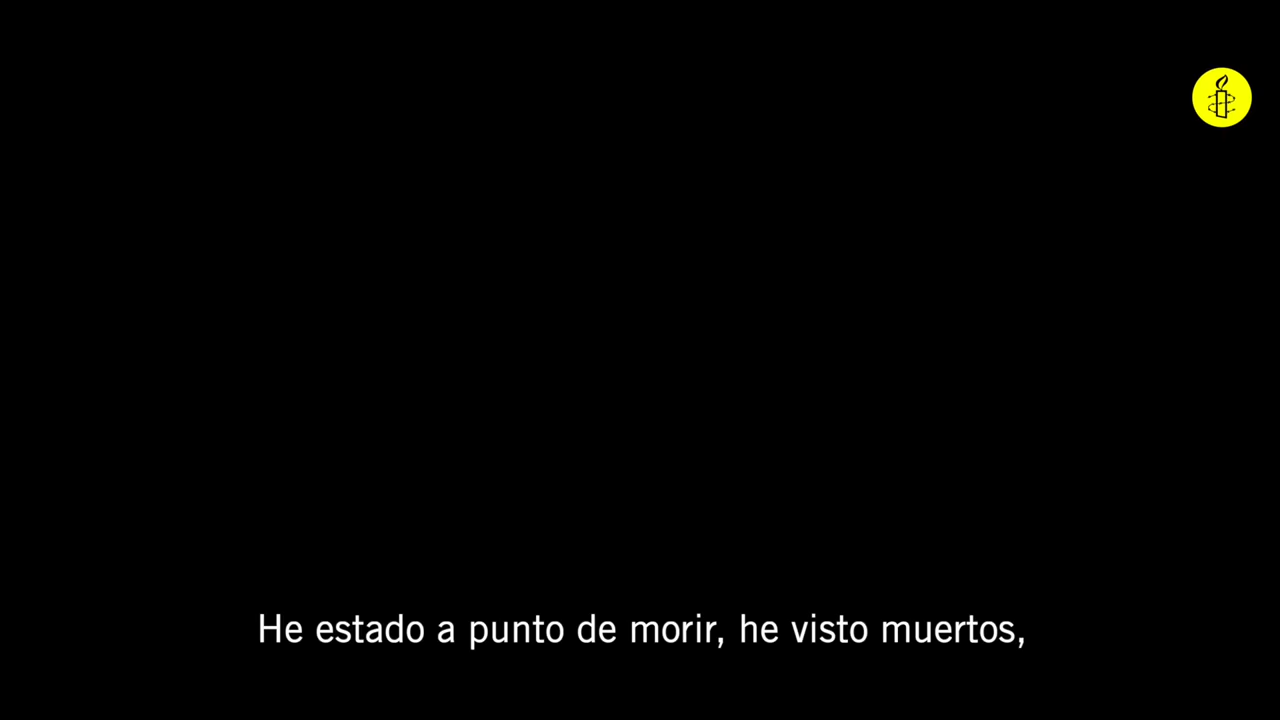 He estado a punto de morir, he visto muertos,